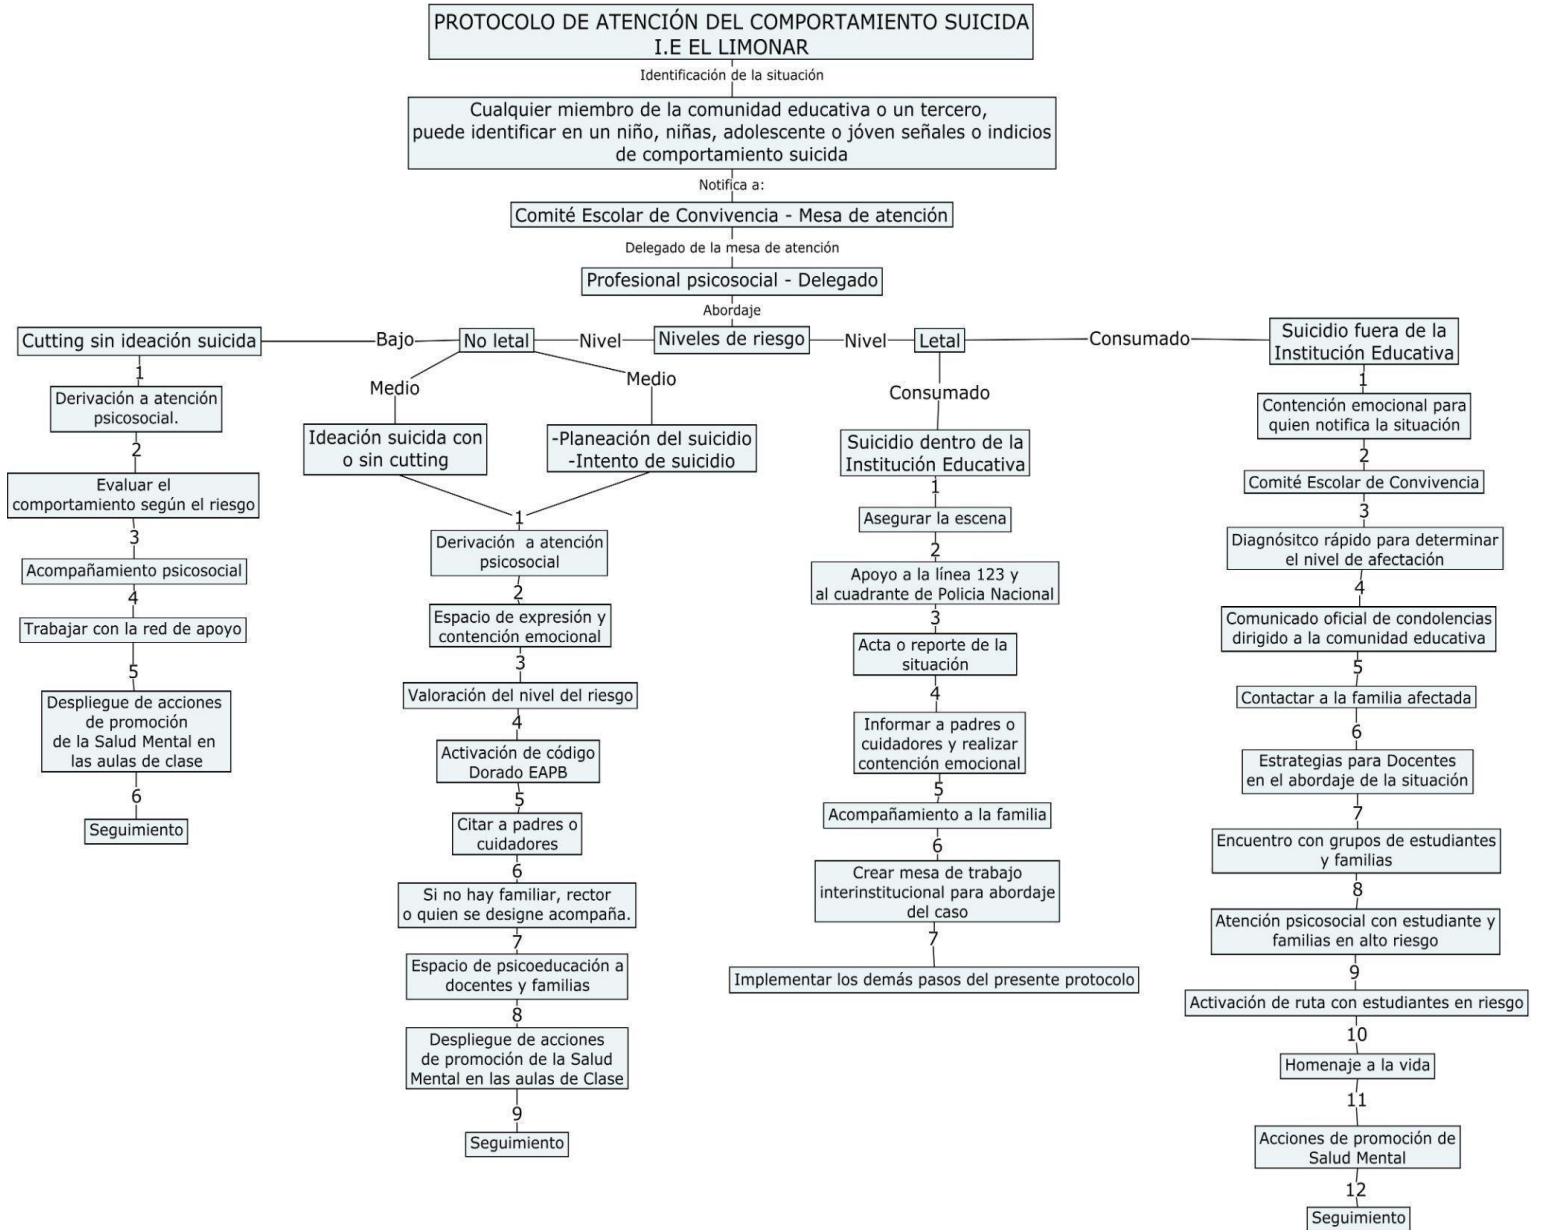 PROTOCOLO DE ATENCIÓN DEL COMPORTAMIENTO SUICIDA
I.E EL LIMONAR
Identificación de la situación
Cualquier miembro de la comunidad educativa o un tercero,
puede identificar en un niño, niñas, adolescente o jóven señales o indicios
de comportamiento suicida
Notifica a:
Comité Escolar de Convivencia - Mesa de atención
Delegado de la mesa de atención
Profesional psicosocial - Delegado
Abordaje
Niveles de riesgo
Nivel
No letal
Bajo
Cutting sin ideación suicida
1
Derivación a atención
psicosocial.
2
Evaluar el
comportamiento según el riesgo
3
Acompañamiento psicosocial
4
Trabajar con la red de apoyo
5
Despliegue de acciones
de promoción
de la Salud Mental en
las aulas de clase
6
Seguimiento
Medio
Ideación suicida con
o sin cutting
Medio
-Planeación del suicidio
-Intento de suicidio
1
Derivación a atención
psicosocial
2
Espacio de expresión y
contención emocional
3
Valoración del nivel del riesgo
4
Activación de código
Dorado EAPB
5
Citar a padres o
cuidadores
6
Si no hay familiar, rector
o quien se designe acompaña.
7
Espacio de psicoeducación a
docentes y familias
8
Despliegue de acciones
de promoción de la Salud
Mental en las aulas de Clase
9
Seguimiento
Nivel
Letal
Consumado
Suicidio dentro de la
Institución Educativa
1
Asegurar la escena
2
Apoyo a la línea 123 y
al cuadrante de Policia Nacional
3
Acta o reporte de la
situación
4
Informar a padres o
cuidadores y realizar
contención emocional
5
Acompañamiento a la familia
6
Crear mesa de trabajo
interinstitucional para abordaje
del caso
7
Implementar los demás pasos del presente protocolo
Consumado
Suicidio fuera de la
Institución Educativa
1
Contención emocional para
quien notifica la situación
2
Comité Escolar de Convivencia
3
Diagnósitco rápido para determinar
el nivel de afectación
4
Comunicado oficial de condolencias
dirigido a la comunidad educativa
5
Contactar a la familia afectada
6
Estrategias para Docentes
en el abordaje de la situación
7
Encuentro con grupos de estudiantes
y familias
8
Atención psicosocial con estudiante y
familias en alto riesgo
9
Activación de ruta con estudiantes en riesgo
10
Homenaje a la vida
11
Acciones de promoción de
Salud Mental
12
Seguimiento